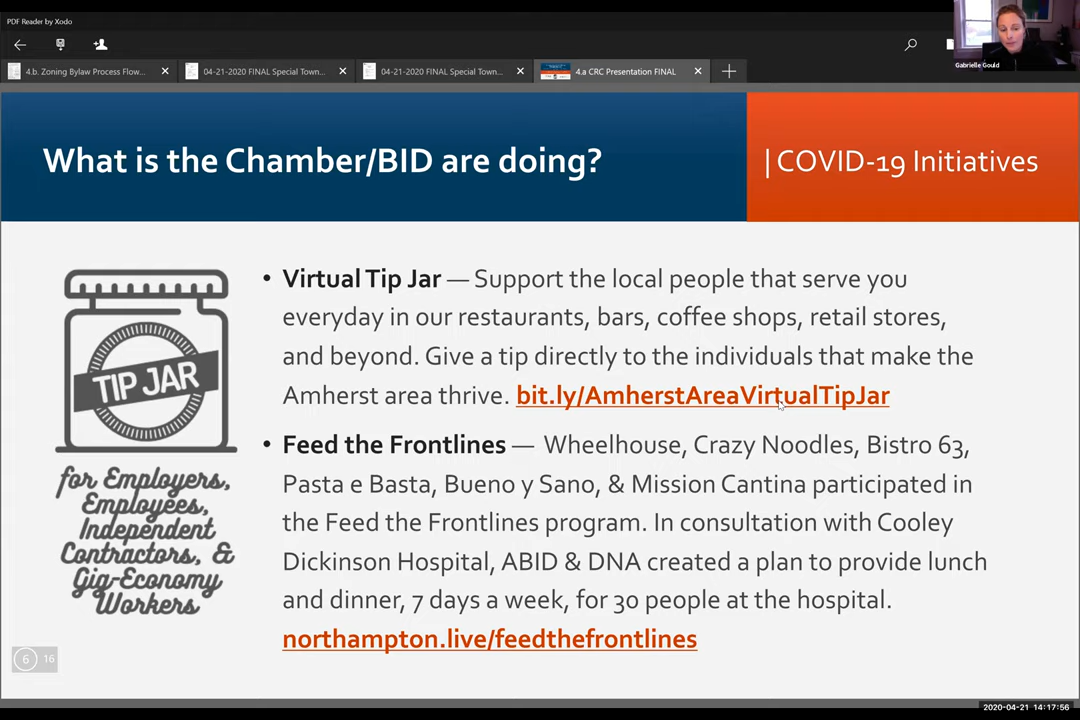 PDF Reader by Xodo
4.b. Zoning Bylaw Process Flow...
04-21-2020 FINAL Special Town...
04-21-2020 FINAL Special Town...
4.a CRC Presentation FINAL
Gabrielle Gould
What is the Chamber/BID are doing?
| COVID-19 Initiatives
TIP JAR
for Employers,
Employees,
Independent
Contractors, &
Gig-Economy
Workers
• Virtual Tip Jar — Support the local people that serve you
everyday in our restaurants, bars, coffee shops, retail stores,
and beyond. Give a tip directly to the individuals that make the
Amherst area thrive. bit.ly/AmherstAreaVirtualTipJar
• Feed the Frontlines — Wheelhouse, Crazy Noodles, Bistro 63,
Pasta e Basta, Bueno y Sano, & Mission Cantina participated in
the Feed the Frontlines program. In consultation with Cooley
Dickinson Hospital, ABID & DNA created a plan to provide lunch
and dinner, 7 days a week, for 30 people at the hospital.
northampton.live/feedthefrontlines
6 16
2020-04-21 14:17:56